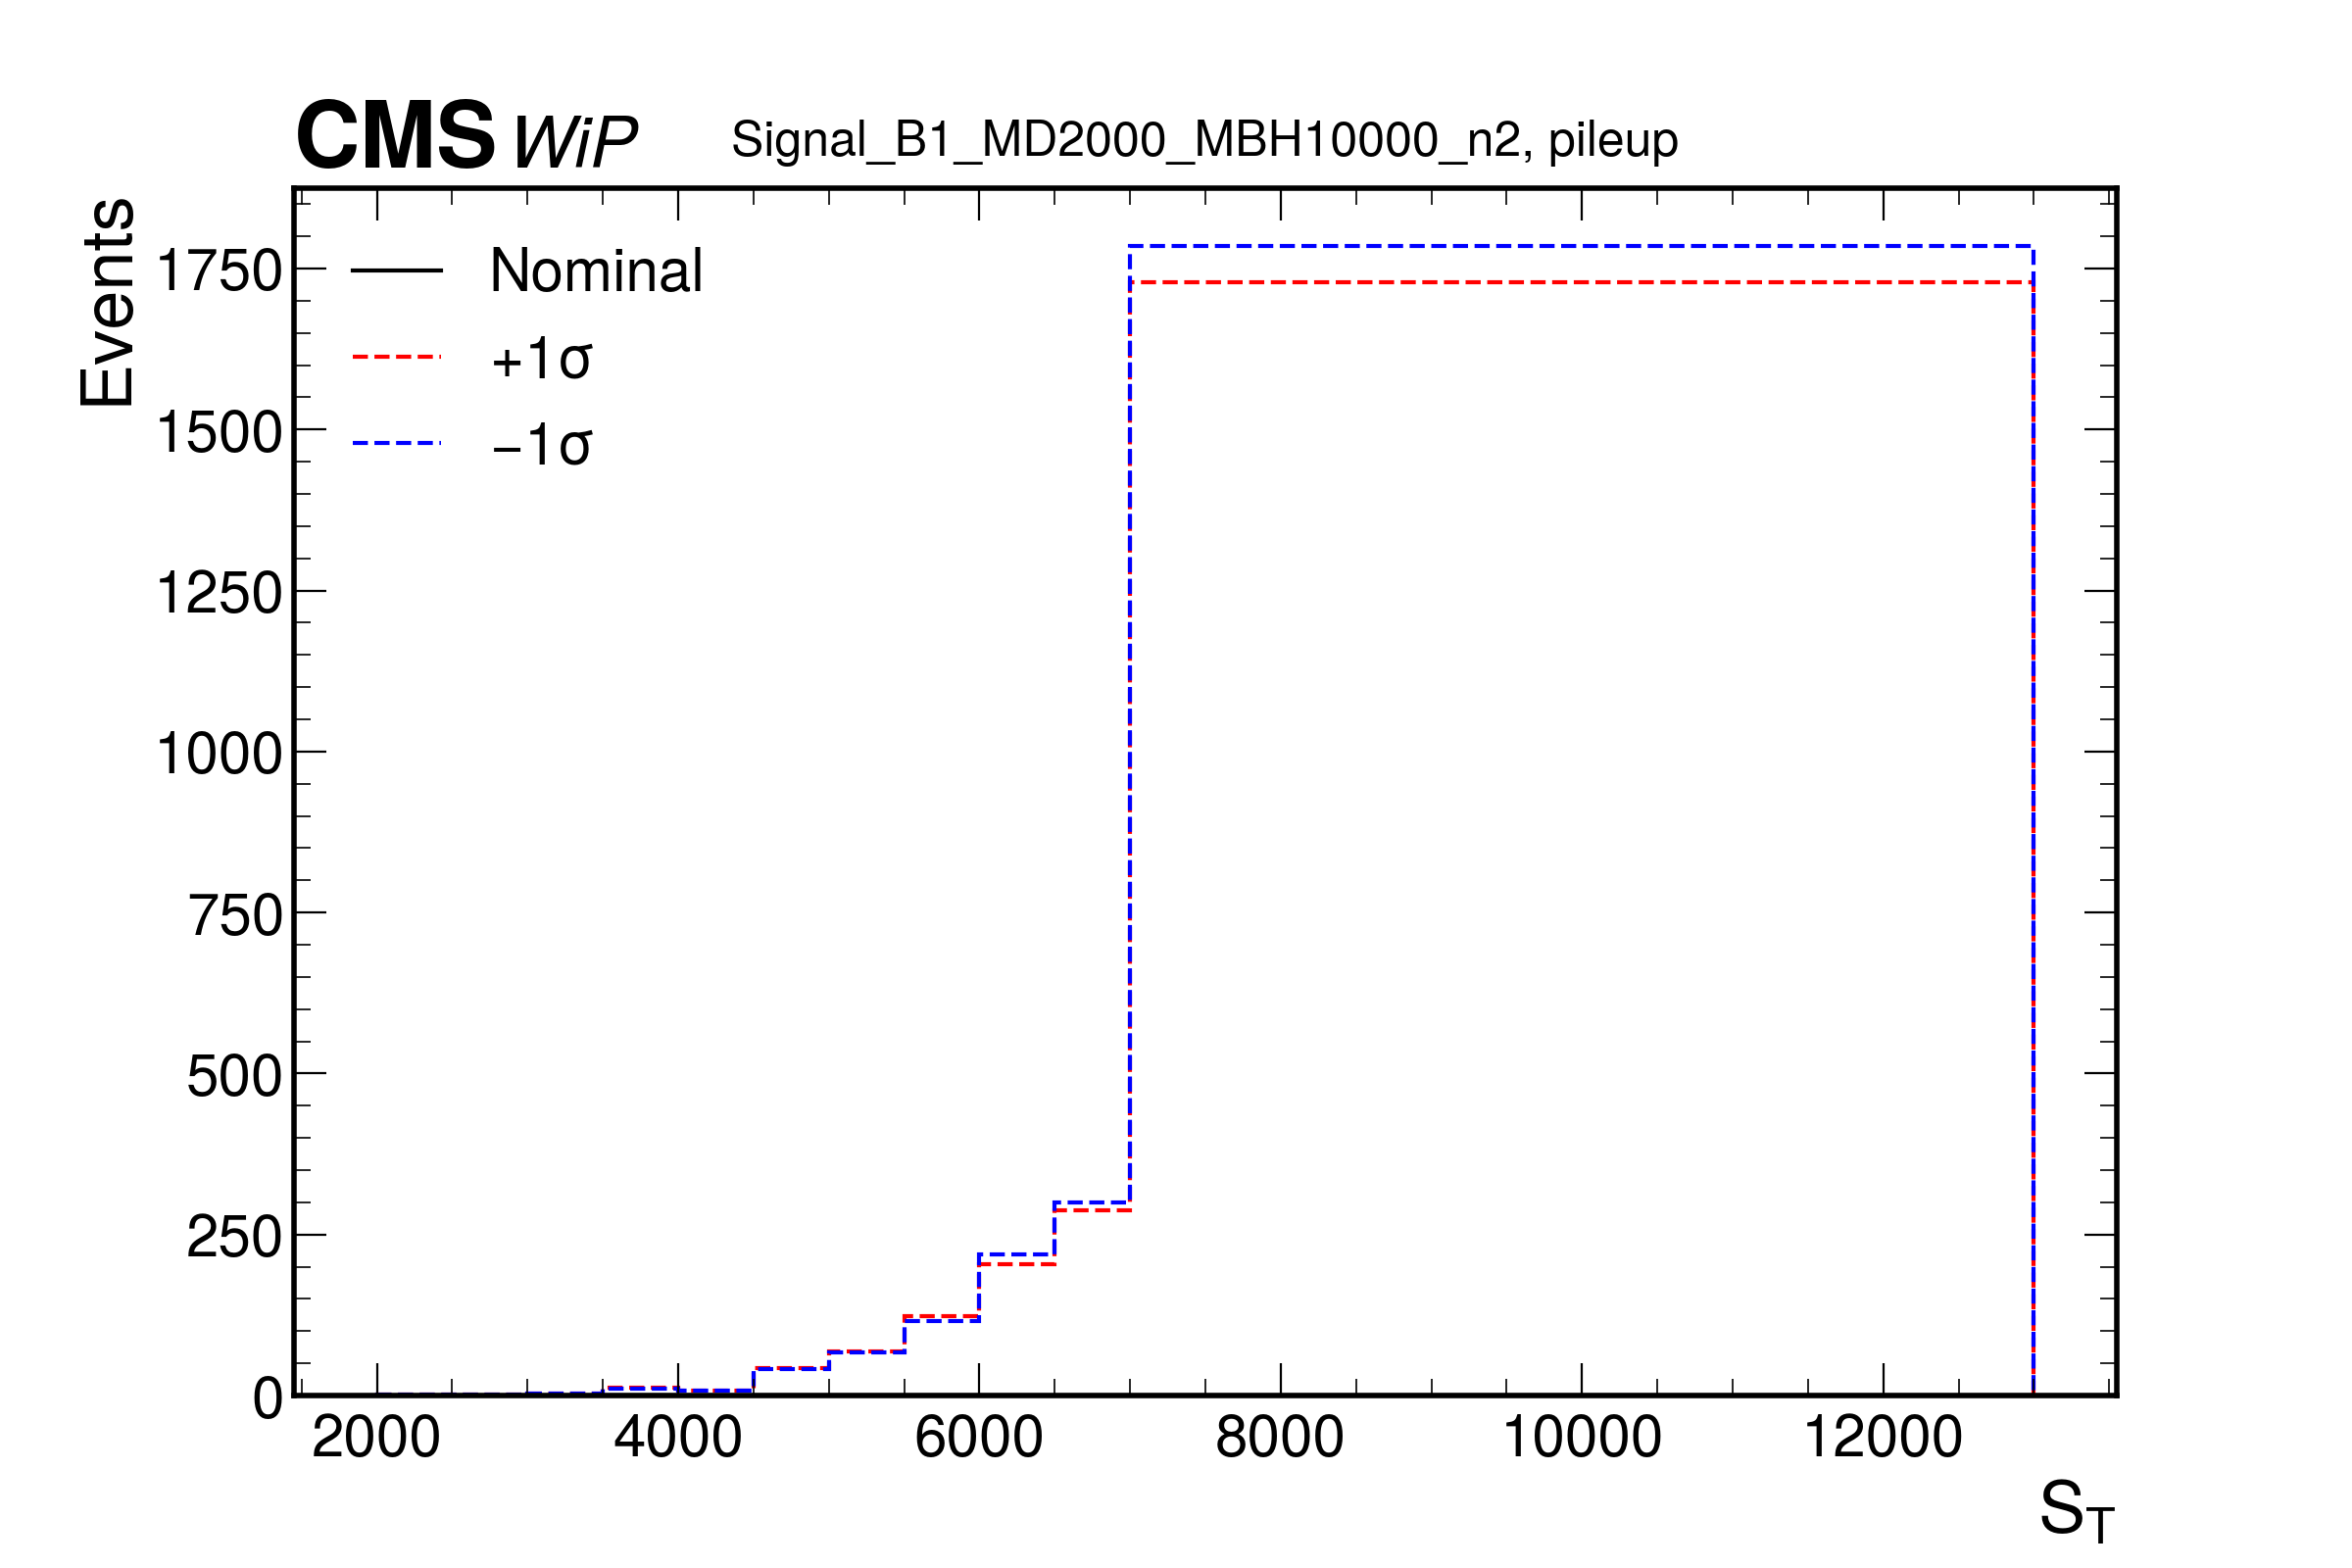 CMS WiP Signal_B1_MD2000_MBH10000_n2, pileup
Events
Nominal
+1σ
−1σ
1750
1500
1250
1000
750
500
250
0
2000 4000 6000 8000 10000 12000
S_T